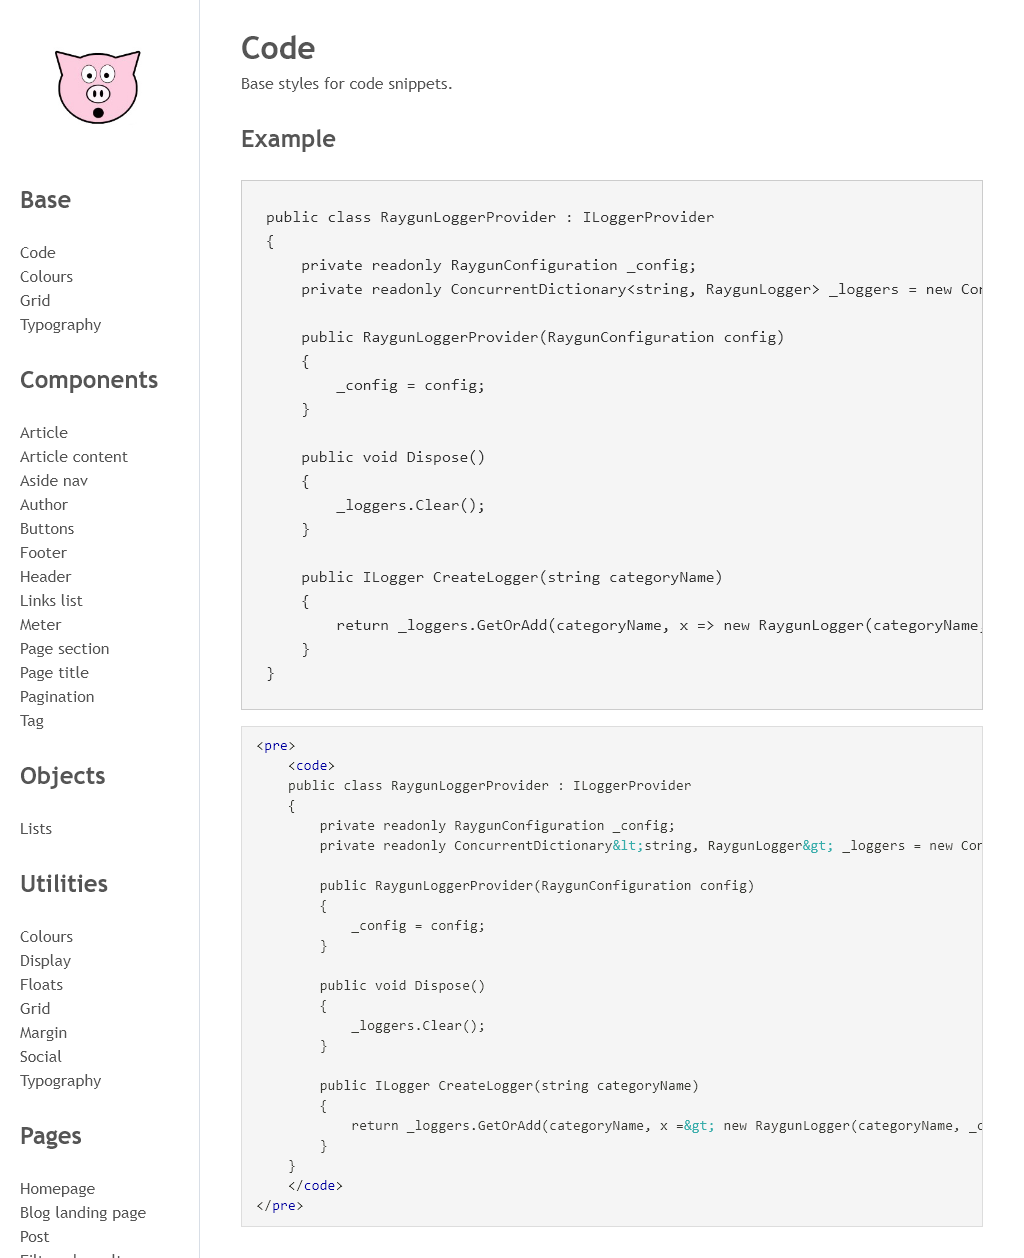 Base
Code
Colours
Grid
Typography
Components
Article
Article content
Aside nav
Author
Buttons
Footer
Header
Links list
Meter
Page section
Page title
Pagination
Tag
Objects
Lists
Utilities
Colours
Display
Floats
Grid
Margin
Social
Typography
Pages
Homepage
Blog landing page
Post
Code
Base styles for code snippets.
Example
public class RaygunLoggerProvider : ILoggerProvider
{
    private readonly RaygunConfiguration _config;
    private readonly ConcurrentDictionary<string, RaygunLogger> _loggers = new
    public RaygunLoggerProvider(RaygunConfiguration config)
    {
        _config = config;
    }
    public void Dispose()
    {
        _loggers.Clear();
    }
    public ILogger CreateLogger(string categoryName)
    {
        return _loggers.GetOrAdd(categoryName, x => new RaygunLogger(categoryName,
    }
}
<pre>
    <code>
    public class RaygunLoggerProvider : ILoggerProvider
    {
        private readonly RaygunConfiguration _config;
        private readonly ConcurrentDictionary&lt;string, RaygunLogger&gt; _loggers = new
        public RaygunLoggerProvider(RaygunConfiguration config)
        {
            _config = config;
        }
        public void Dispose()
        {
            _loggers.Clear();
        }
        public ILogger CreateLogger(string categoryName)
        {
            return _loggers.GetOrAdd(categoryName, x =&gt; new RaygunLogger(categoryName,
        }
    }
    </code>
</pre>